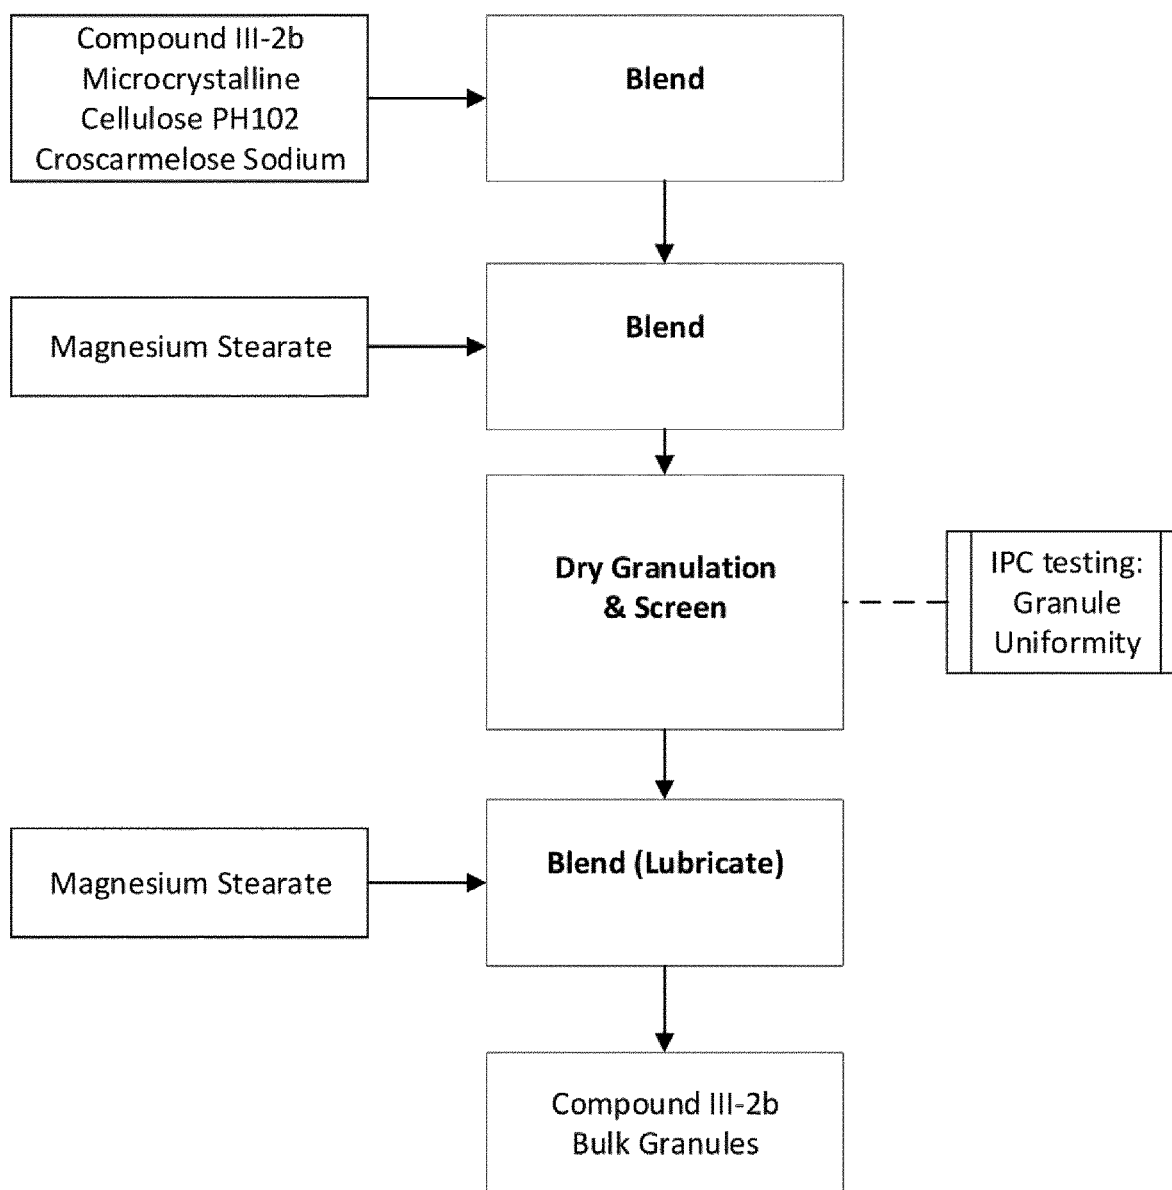 Compound III-2b
Microcrystalline
Cellulose PH102
Croscarmelose Sodium
Blend
Magnesium Stearate
Blend
Dry Granulation
& Screen
IPC testing:
Granule
Uniformity
Magnesium Stearate
Blend (Lubricate)
Compound III-2b
Bulk Granules